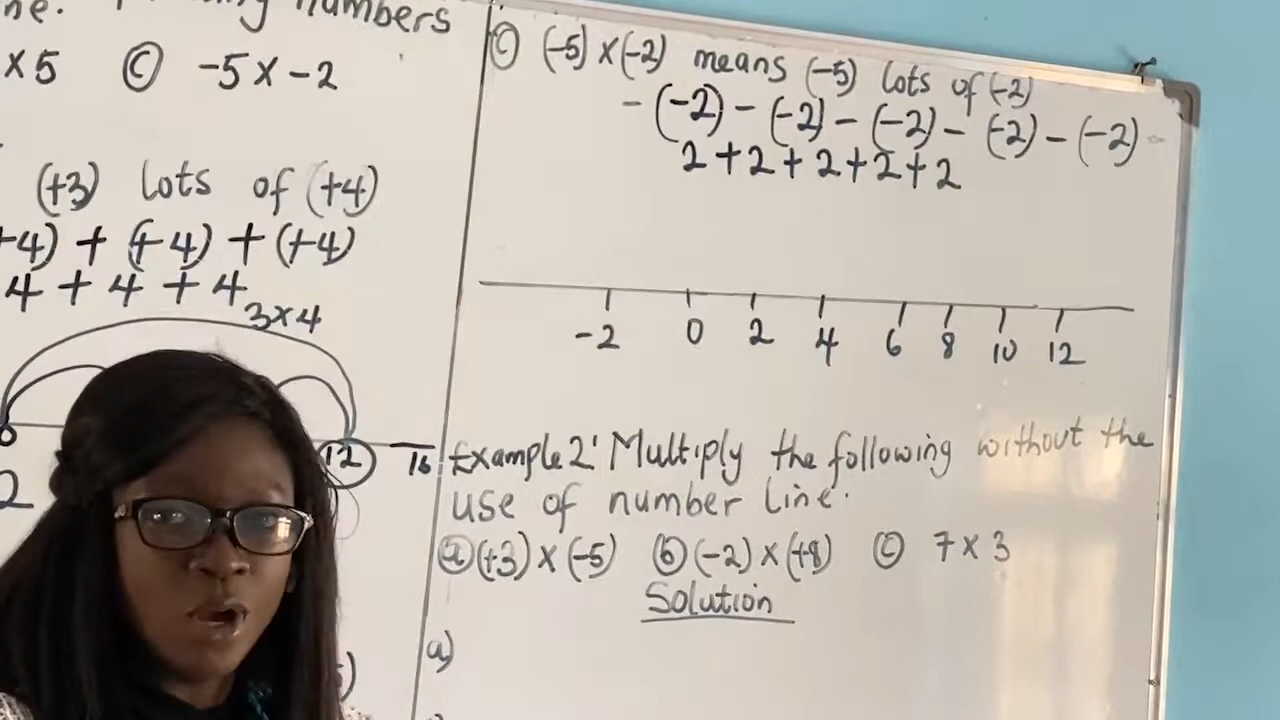 ne. numbers
x 5 © -5 x -2
(+3) lots of (+4)
+4) + (+4) + (+4)
4 + 4 + 4
3x4
12 16
2
© (-5) x (-2) means (-5) lots of (-2)
- (-2) - (-2) - (-2) - (-2) - (-2)
2 + 2 + 2 + 2 + 2
-2 0 2 4 6 8 10 12
Example 2: Multiply the following without the
use of number line.
ⓐ (+3) x (-5) ⓑ (-2) x (+8) © 7 x 3
Solution
a)